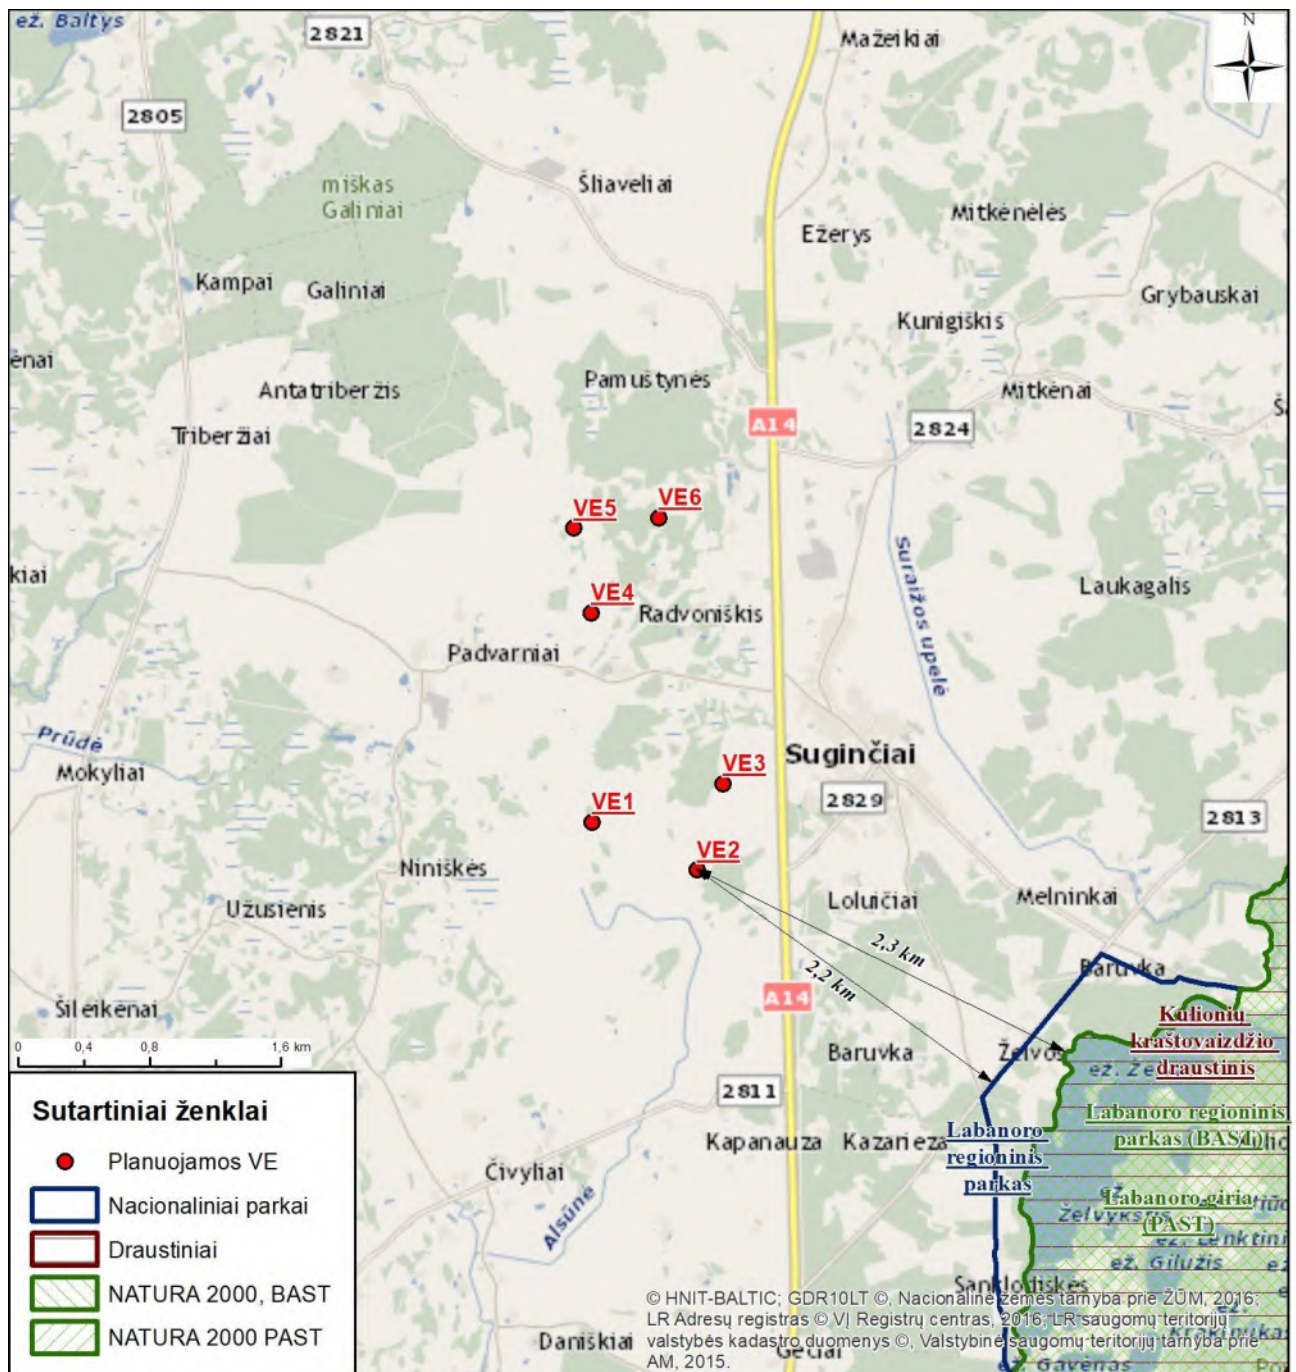 ež. Baltys
2821
Mažeikiai
N
2805
miškas
Galiniai
Šliaveliai
Mitkėnėlės
Ežerys
Kampai
Galiniai
Grybauskai
Kunigiškis
ėnai
Antatriberžis
Pamuštynės
Mitkėnai
Triberžiai
A14
2824
VE5
VE6
Suraižos upelė
kiai
VE4
Radvoniškis
Laukagalis
Padvarniai
Prūdė
Mokyliai
Suginčiai
VE3
2829
VE1
2813
VE2
Niniškės
Užusienis
Loluičiai
Melninkai
2,3 km
2,2 km
Baruvka
Šileikėnai
A14
Kulionių
kraštovaizdžio
draustinis
0 0,4 0,8 1,6 km
Baruvka
Želvos
2811
Labanoro regioninis
parkas (BAST)
Kapanauza
Kazarieza
Labanoro
regioninis
parkas
Čivyliai
Labanoro giria
(PAST)
Želvykštis
Alsūnė
ež. Gilužis
Sanklodiškės
Daniškiai
ež. Gavėnas
Sutartiniai ženklai
Planuojamos VE
Nacionaliniai parkai
Draustiniai
NATURA 2000, BAST
NATURA 2000 PAST
© HNIT-BALTIC; GDR10LT ©, Nacionalinė žemės tarnyba prie ŽŪM, 2016;
LR Adresų registras © VĮ Registrų centras, 2016; LR saugomų teritorijų
valstybės kadastro duomenys ©, Valstybinė saugomų teritorijų tarnyba prie
AM, 2015.